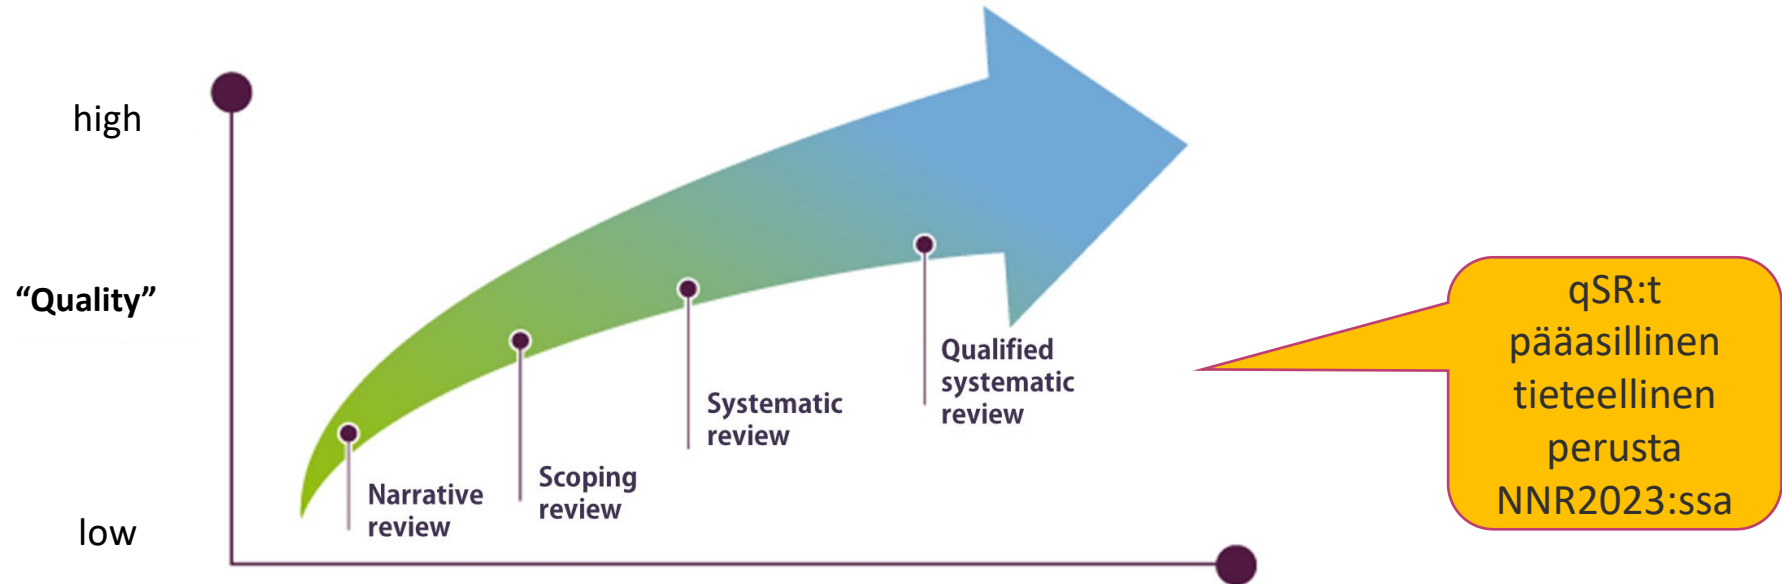 high
“Quality”
low
Narrative
review
Scoping
review
Systematic
review
Qualified
systematic
review
qSR:t
pääasillinen
tieteellinen
perusta
NNR2023:ssa